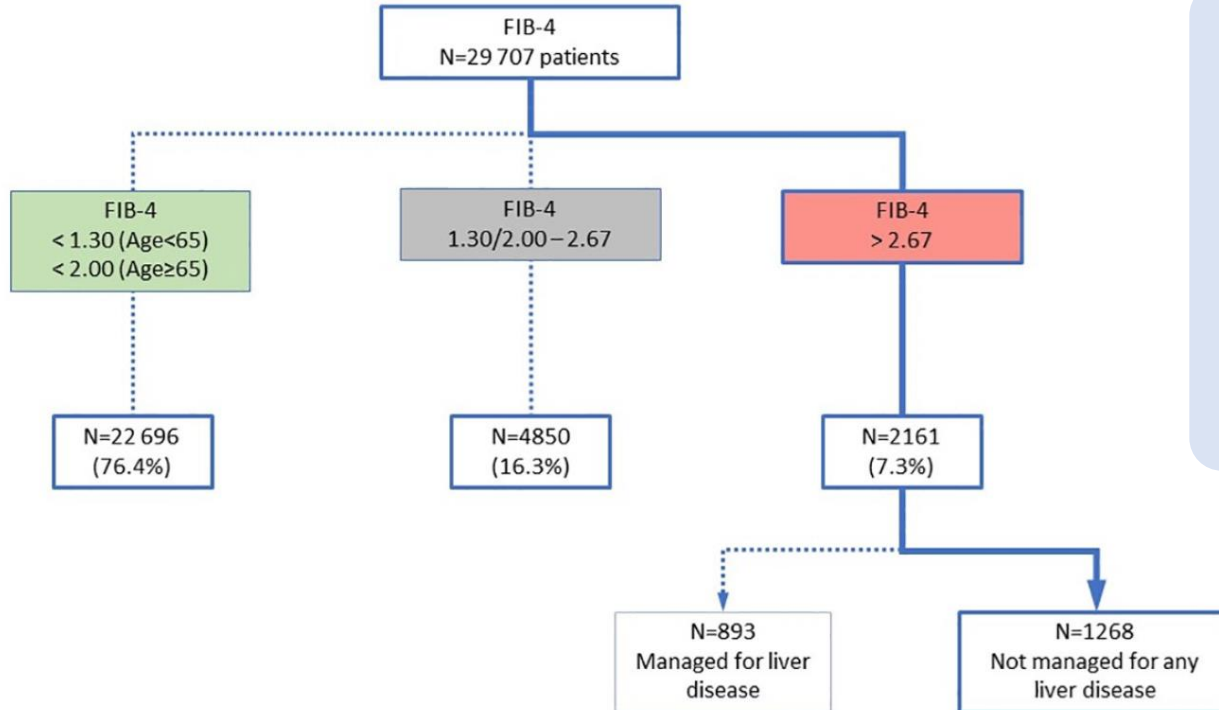 FIB-4
N=29 707 patients
FIB-4
< 1.30 (Age<65)
< 2.00 (Age≥65)
FIB-4
1.30/2.00 – 2.67
FIB-4
> 2.67
N=22 696
(76.4%)
N=4850
(16.3%)
N=2161
(7.3%)
N=893
Managed for liver
disease
N=1268
Not managed for any
liver disease